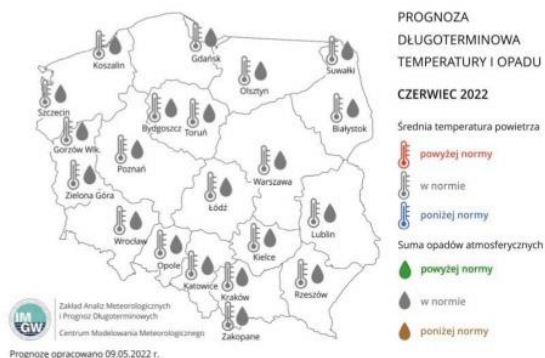 PROGNOZA
DŁUGOTERMINOWA
TEMPERATURY I OPADU
CZERWIEC 2022
Średnia temperatura powietrza
powyżej normy
w normie
poniżej normy
Suma opadów atmosferycznych
powyżej normy
w normie
poniżej normy
Koszalin
Gdańsk
Suwałki
Olsztyn
Szczecin
Bydgoszcz
Toruń
Białystok
Gorzów Wlk.
Poznań
Warszawa
Zielona Góra
Łódź
Wrocław
Lublin
Opole
Kielce
Katowice
Kraków
Rzeszów
Zakopane
IM
GW
Zakład Analiz Meteorologicznych
i Prognoz Długoterminowych
Centrum Modelowania Meteorologicznego
Prognozę opracowano 09.05.2022 r.